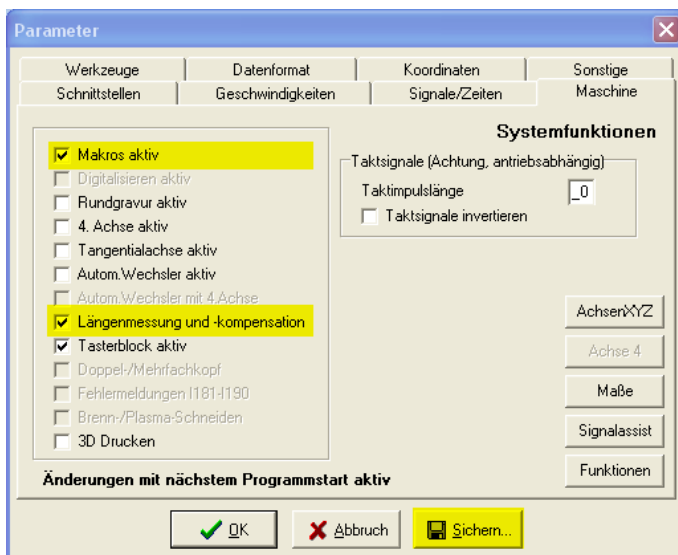 Parameter
Werkzeuge
Datenformat
Koordinaten
Sonstige
Schnittstellen
Geschwindigkeiten
Signale/Zeiten
Maschine
Systemfunktionen
Makros aktiv
Digitalisieren aktiv
Rundgravur aktiv
4. Achse aktiv
Tangentialachse aktiv
Autom.Wechsler aktiv
Autom.Wechsler mit 4.Achse
Längenmessung und -kompensation
Tasterblock aktiv
Doppel-/Mehrfachkopf
Fehlermeldungen I181-I190
Brenn-/Plasma-Schneiden
3D Drucken
Taktsignale (Achtung, antriebsabhängig)
Taktimpulslänge
_0
Taktsignale invertieren
AchsenXYZ
Achse 4
Maße
Signalassist
Funktionen
Änderungen mit nächstem Programmstart aktiv
OK
Abbruch
Sichern...